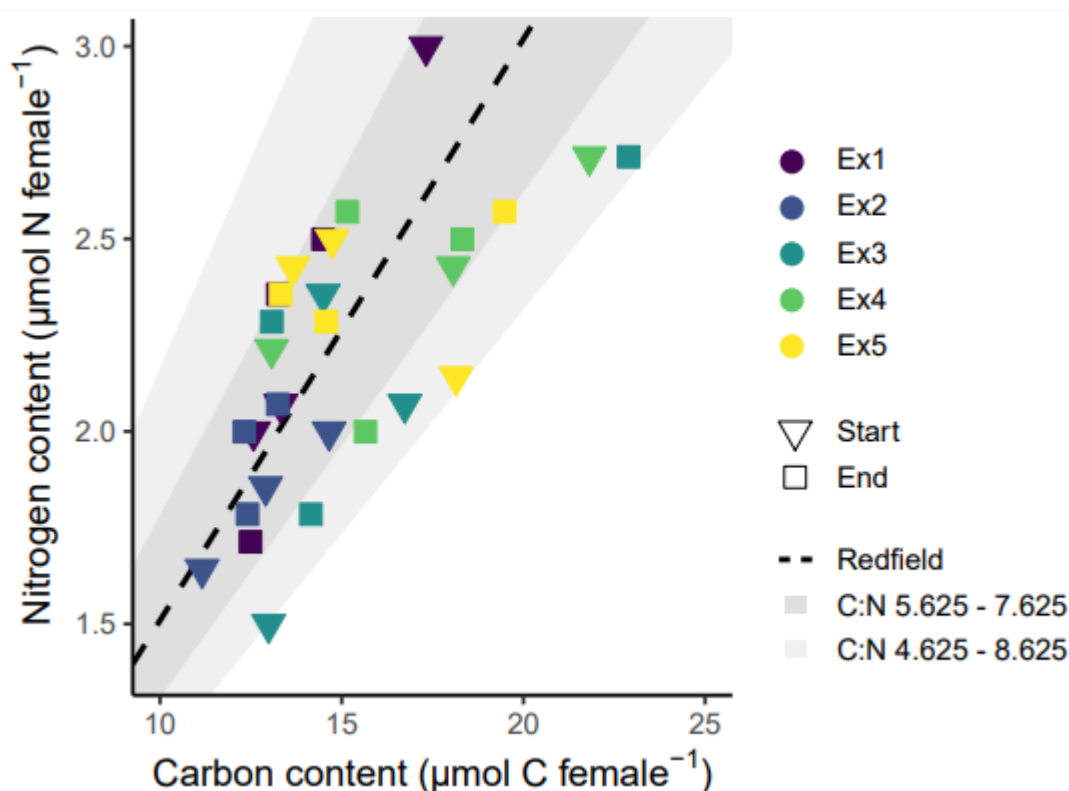 Nitrogen content (µmol N female⁻¹)
3.0
2.5
2.0
1.5
10
15
20
25
Carbon content (µmol C female⁻¹)
Ex1
Ex2
Ex3
Ex4
Ex5
Start
End
Redfield
C:N 5.625 - 7.625
C:N 4.625 - 8.625